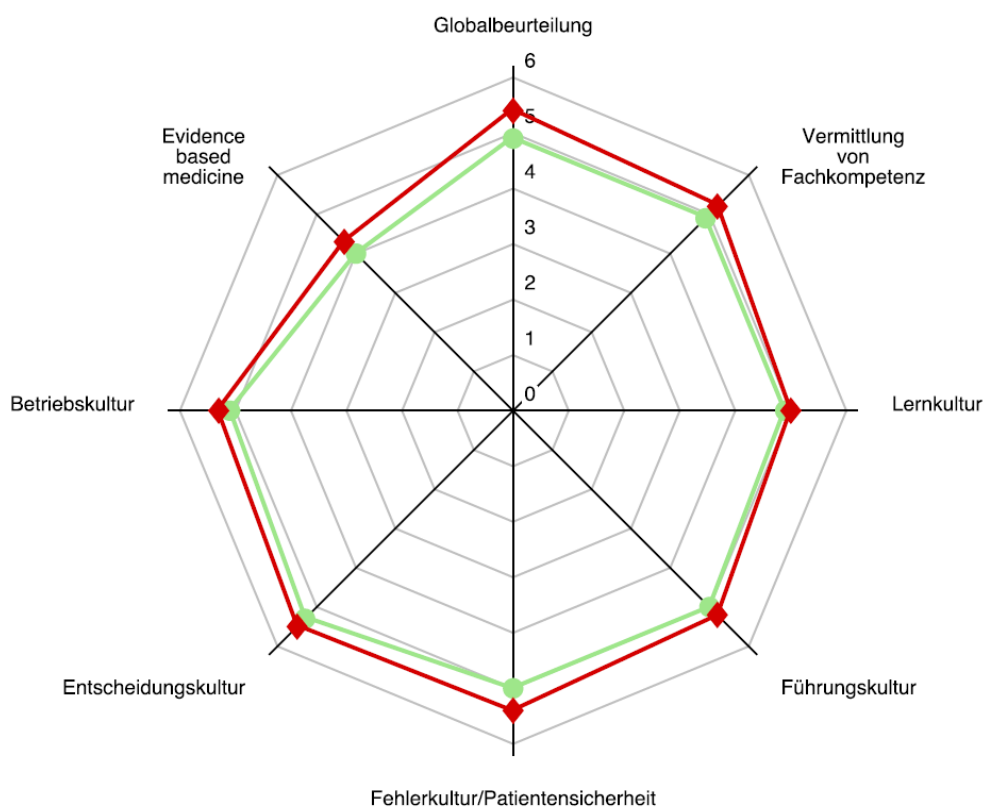 Globalbeurteilung
6
Evidence
based
medicine
Vermittlung
von
Fachkompetenz
5
4
3
2
1
0
Betriebskultur
Lernkultur
Entscheidungskultur
Führungskultur
Fehlerkultur/Patientensicherheit